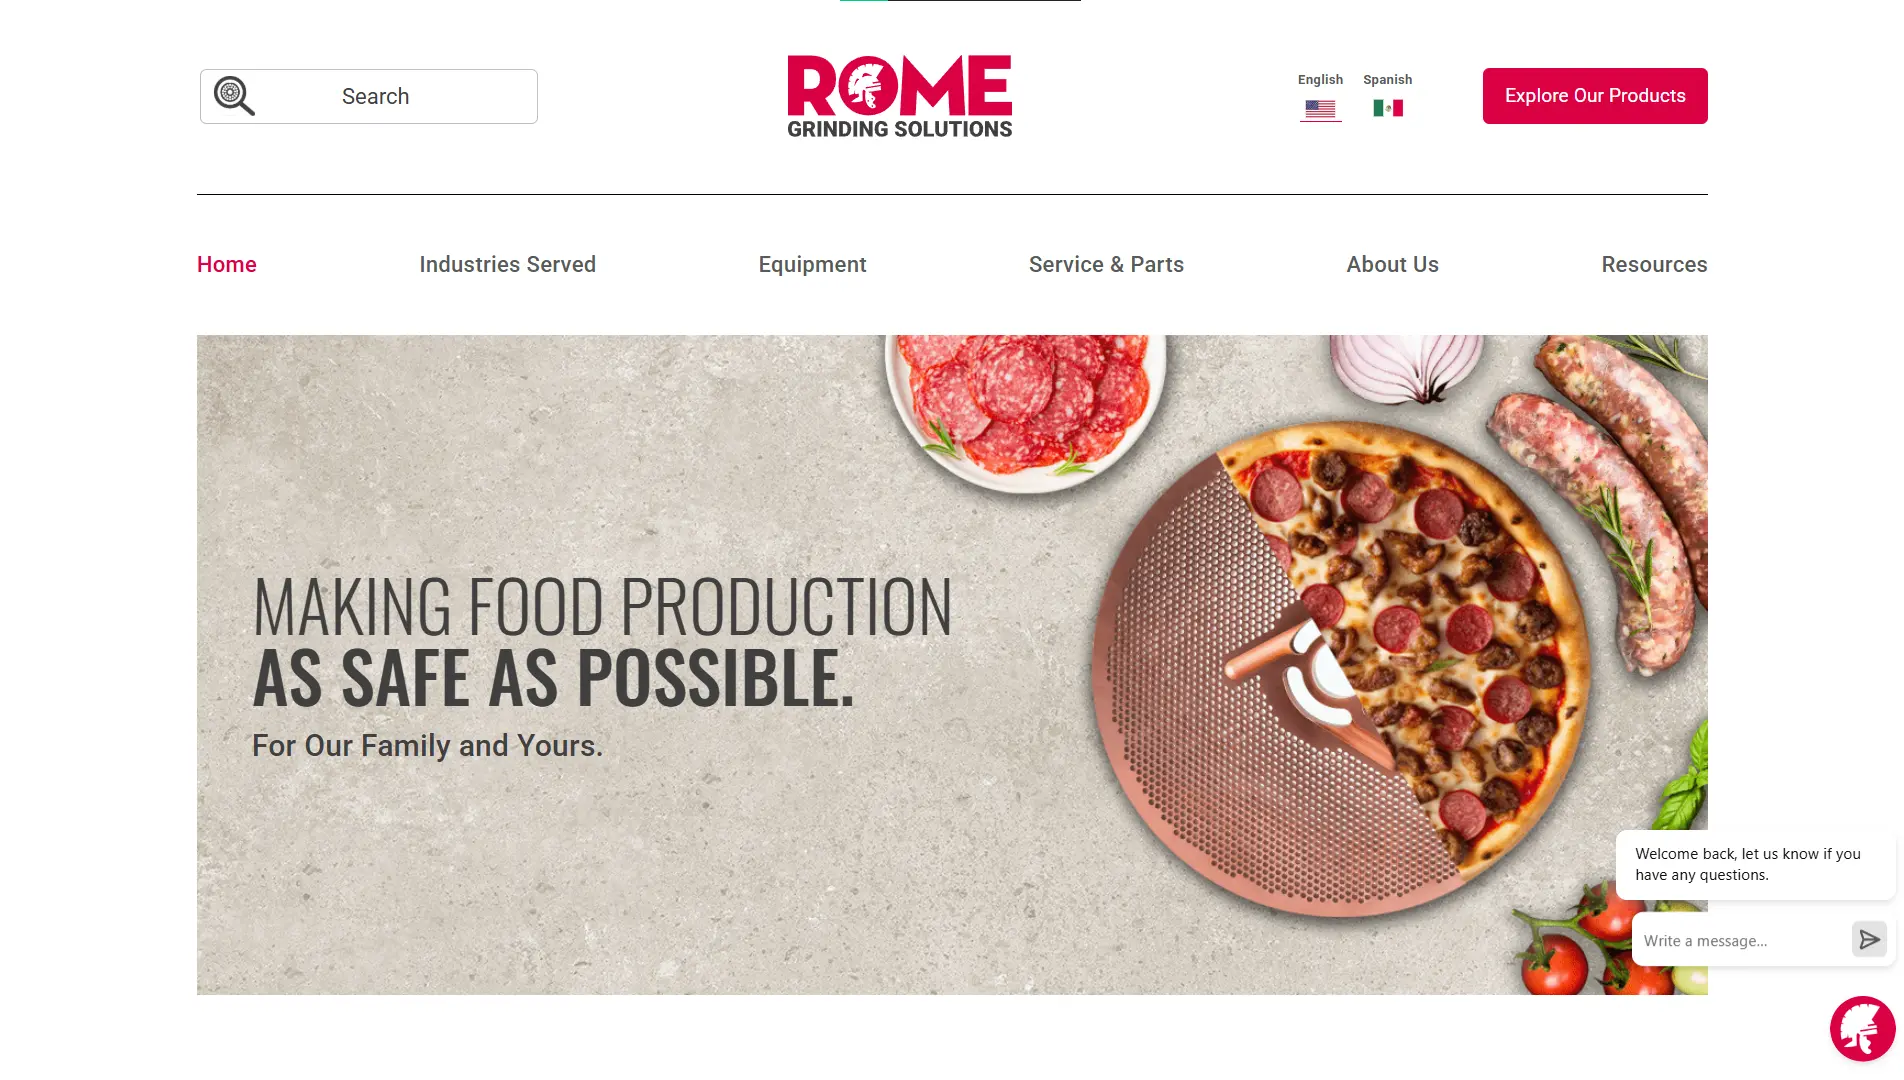 Search
ROME
GRINDING SOLUTIONS
English
Spanish
Explore Our Products
Home
Industries Served
Equipment
Service & Parts
About Us
Resources
MAKING FOOD PRODUCTION
AS SAFE AS POSSIBLE.
For Our Family and Yours.
Welcome back, let us know if you
have any questions.
Write a message...